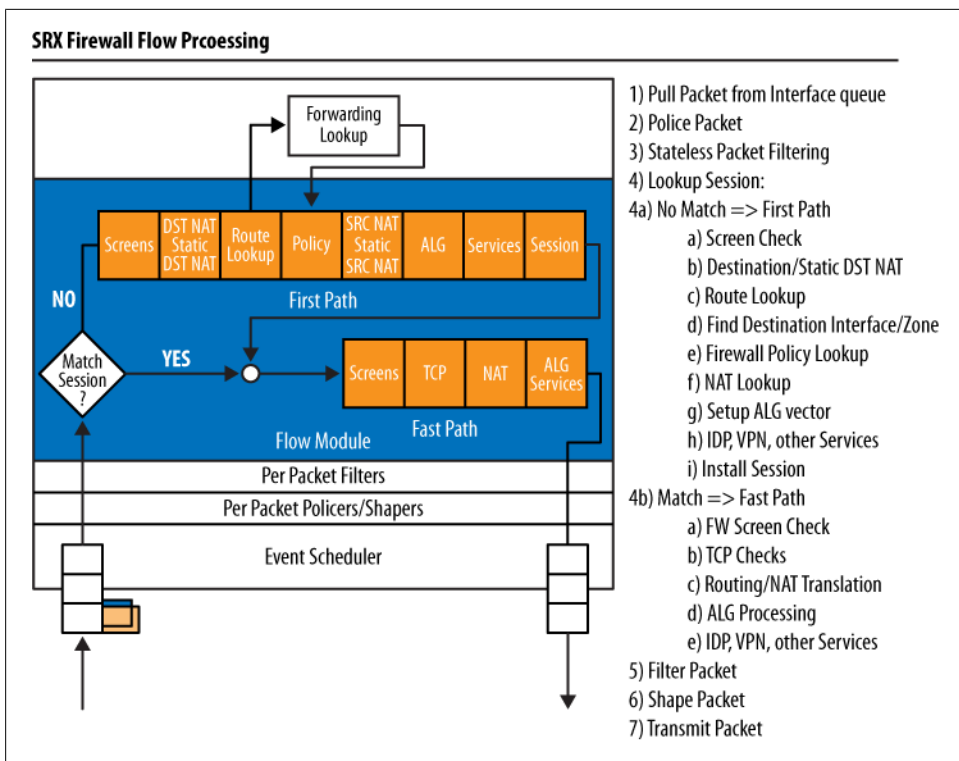 SRX Firewall Flow Prcoessing
Forwarding
Lookup
Screens
DST NAT
Static
DST NAT
Route
Lookup
Policy
SRC NAT
Static
SRC NAT
ALG
Services
Session
First Path
NO
Match
Session
?
YES
Screens
TCP
NAT
ALG
Services
Fast Path
Flow Module
Per Packet Filters
Per Packet Policers/Shapers
Event Scheduler
1) Pull Packet from Interface queue
2) Police Packet
3) Stateless Packet Filtering
4) Lookup Session:
4a) No Match => First Path
a) Screen Check
b) Destination/Static DST NAT
c) Route Lookup
d) Find Destination Interface/Zone
e) Firewall Policy Lookup
f) NAT Lookup
g) Setup ALG vector
h) IDP, VPN, other Services
i) Install Session
4b) Match => Fast Path
a) FW Screen Check
b) TCP Checks
c) Routing/NAT Translation
d) ALG Processing
e) IDP, VPN, other Services
5) Filter Packet
6) Shape Packet
7) Transmit Packet